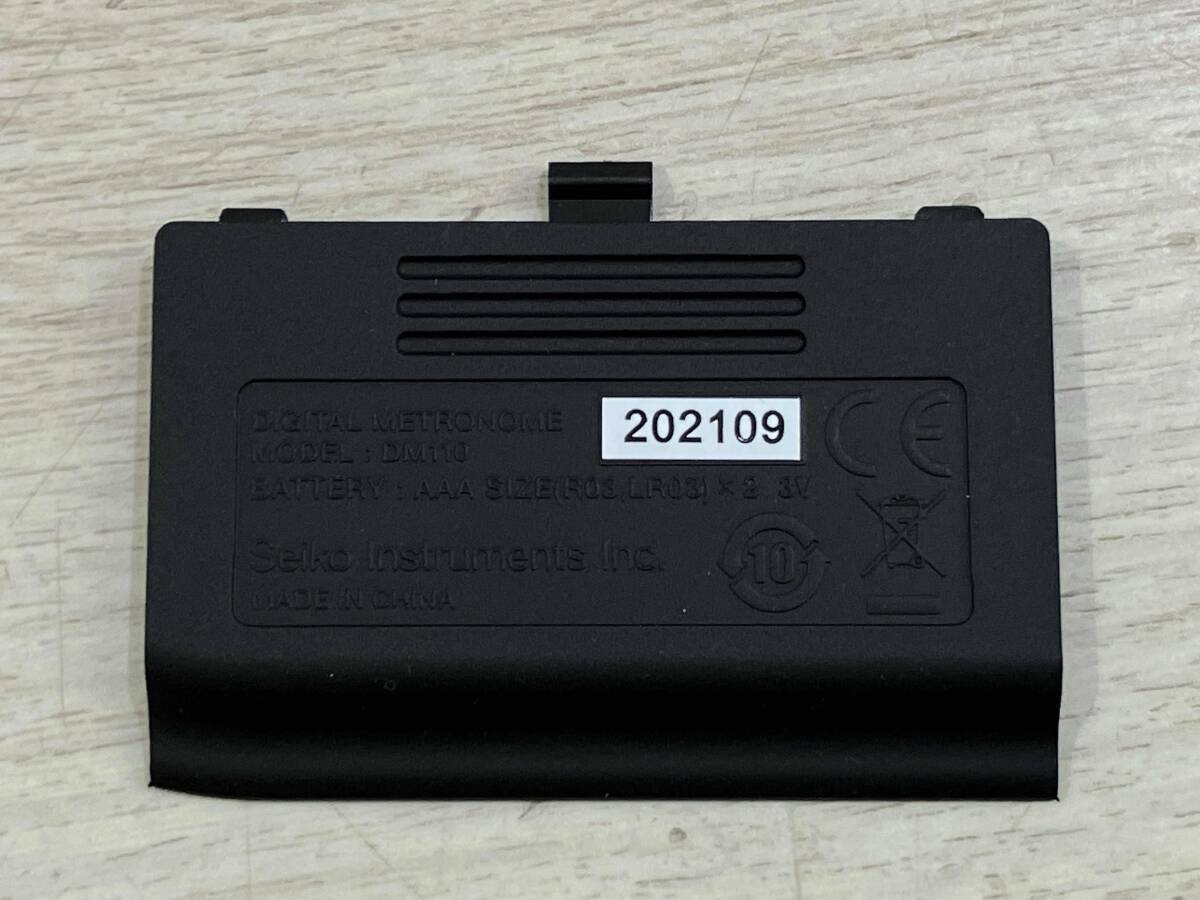 DIGITAL METRONOME
202109
MODEL : DM110
BATTERY : AAA SIZE(R03,LR03) × 2 3V
Seiko Instruments Inc.
MADE IN CHINA
CE
10